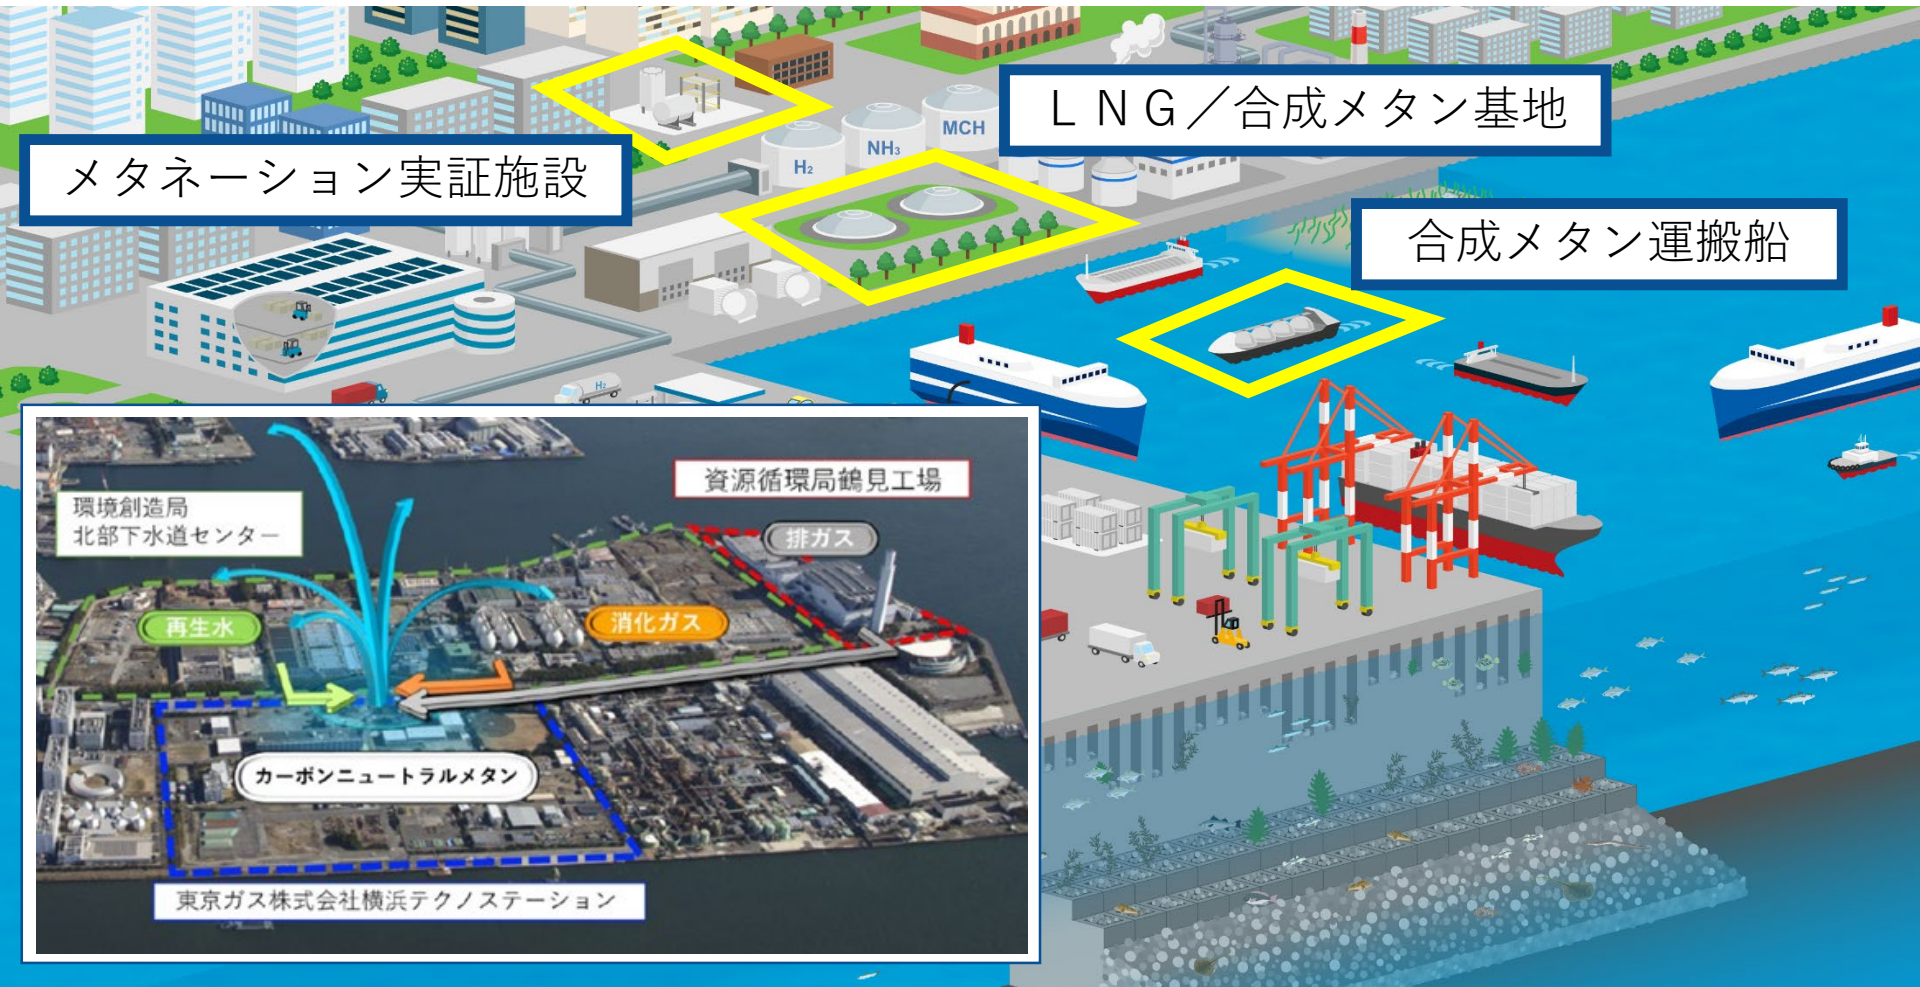 LNG／合成メタン基地
MCH
NH₃
H₂
メタネーション実証施設
合成メタン運搬船
H₂
資源循環局鶴見工場
環境創造局
北部下水道センター
排ガス
再生水
消化ガス
カーボンニュートラルメタン
東京ガス株式会社横浜テクノステーション